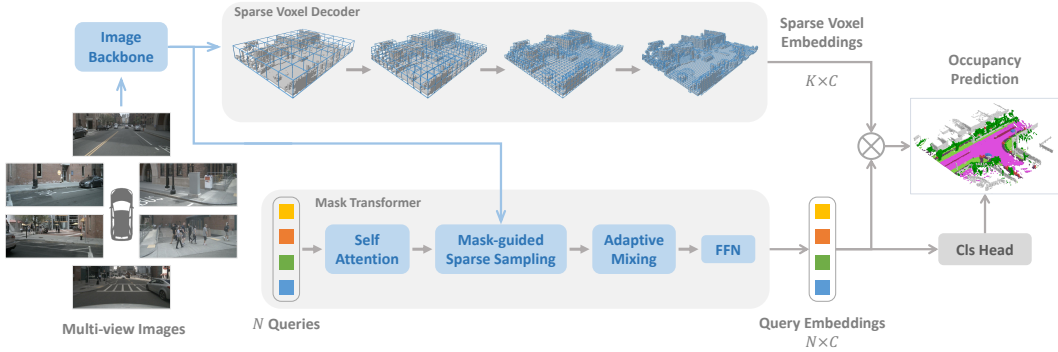 Sparse Voxel Decoder
Image
Backbone
Sparse Voxel
Embeddings
K×C
Occupancy
Prediction
Mask Transformer
Self
Attention
Mask-guided
Sparse Sampling
Adaptive
Mixing
FFN
Cls Head
Multi-view Images
N Queries
Query Embeddings
N×C